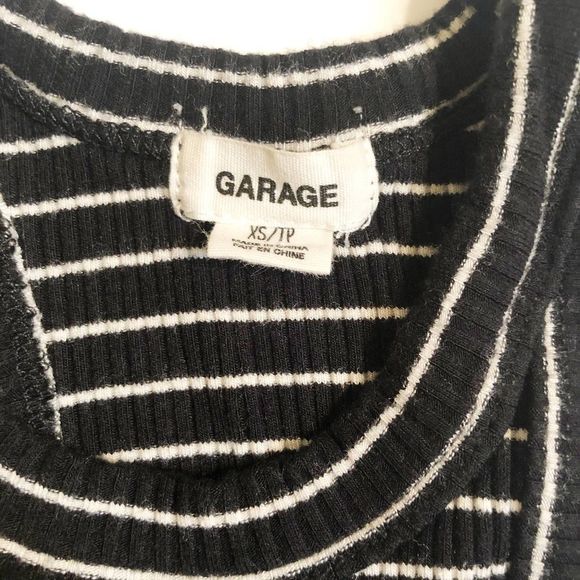 GARAGE
XS/TP
MADE IN CHINA
FAIT EN CHINE